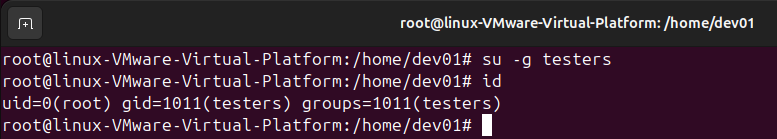 root@linux-VMware-Virtual-Platform: /home/dev01
root@linux-VMware-Virtual-Platform:/home/dev01# su -g testers
root@linux-VMware-Virtual-Platform:/home/dev01# id
uid=0(root) gid=1011(testers) groups=1011(testers)
root@linux-VMware-Virtual-Platform:/home/dev01#